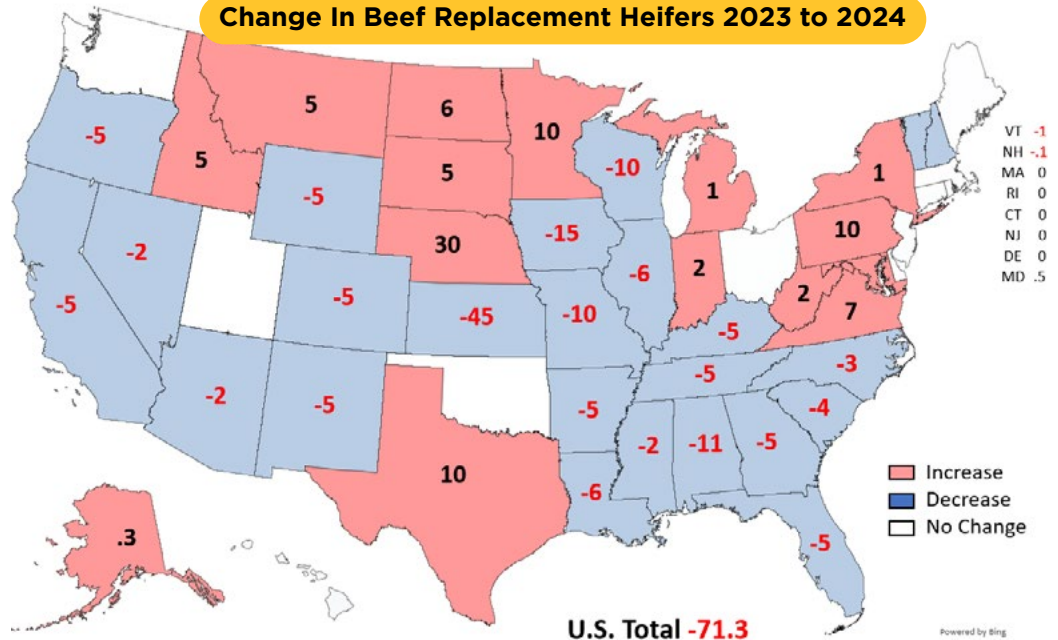 Change In Beef Replacement Heifers 2023 to 2024
-5
5
5
6
10
-10
1
1
VT -1
NH -.1
MA 0
RI 0
CT 0
NJ 0
DE 0
MD .5
-5
5
30
-15
10
-2
-5
-5
-45
-10
-6
2
2
7
-5
-2
-5
-5
-5
-3
-4
10
-6
-2
-11
-5
-5
.3
Increase
Decrease
No Change
U.S. Total -71.3
Powered by Bing